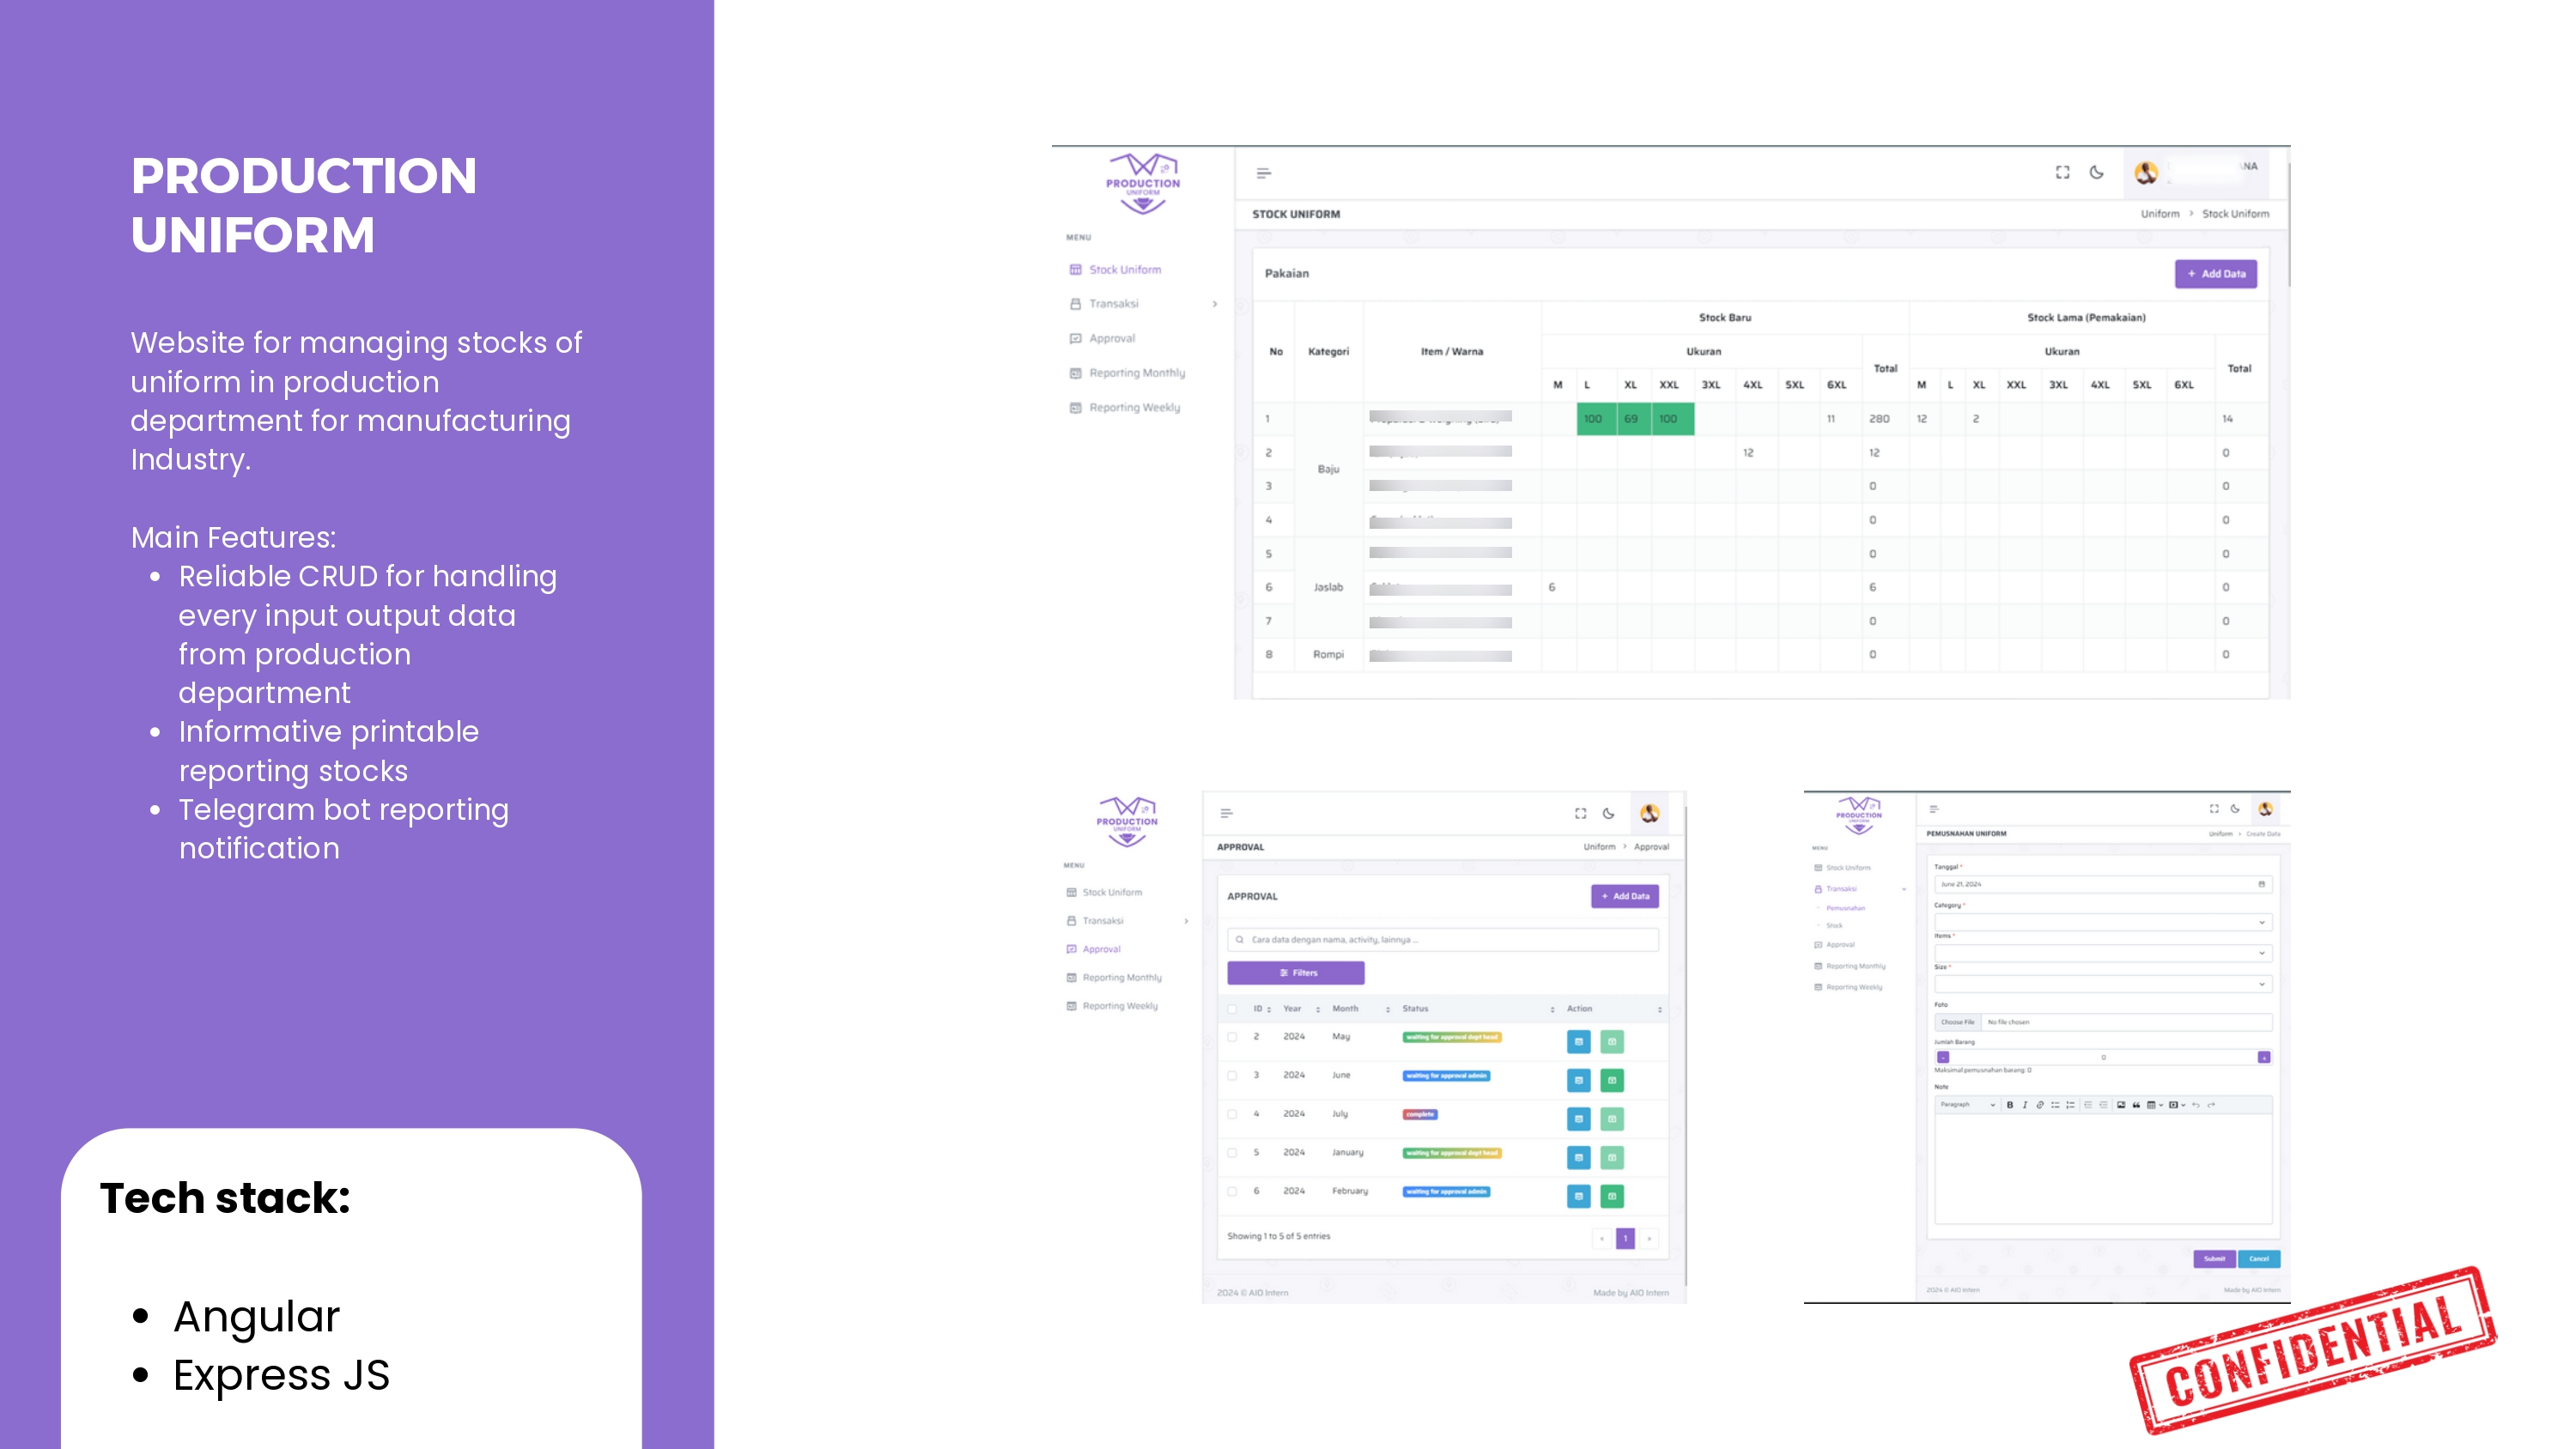 PRODUCTION
UNIFORM
Website for managing stocks of
uniform in production
department for manufacturing
Industry.
Main Features:
Reliable CRUD for handling
every input output data
from production
department
Informative printable
reporting stocks
Telegram bot reporting
notification
Tech stack:
Angular
Express JS
PRODUCTION
UNIFORM
MENU
Stock Uniform
Transaksi
Approval
Reporting Monthly
Reporting Weekly
NA
STOCK UNIFORM
Uniform > Stock Uniform
Pakaian
+ Add Data
No Kategori Item / Warna Stock Baru Stock Lama (Pemakaian)
Ukuran Total Ukuran Total
M L XL XXL 3XL 4XL 5XL 6XL M L XL XXL 3XL 4XL 5XL 6XL
1 100 69 100 11 280 12 2 14
2 12 12 0
Baju
3 0 0
4 0 0
5 0 0
6 Jaslab 6 6 0
7 0 0
8 Rompi 0 0
PRODUCTION
UNIFORM
MENU
Stock Uniform
Transaksi
Approval
Reporting Monthly
Reporting Weekly
APPROVAL
Uniform > Approval
APPROVAL
+ Add Data
Cara data dengan nama, activity, lainnya ...
Filters
ID Year Month Status Action
2 2024 May waiting for approval dept head
3 2024 June waiting for approval admin
4 2024 July complete
5 2024 January waiting for approval dept head
6 2024 February waiting for approval admin
Showing 1 to 5 of 5 entries
« 1 »
2024 © AIO Intern
Made by AIO Intern
PRODUCTION
UNIFORM
MENU
Stock Uniform
Transaksi
Pemusnahan
Stock
Approval
Reporting Monthly
Reporting Weekly
PEMUSNAHAN UNIFORM
Uniform > Create Data
Tanggal *
June 21, 2024
Category *
Items *
Size *
Foto
Choose File No file chosen
Jumlah Barang
- 0 +
Maksimal pemusnahan barang: 0
Note
Paragraph B I
Submit Cancel
2024 © AIO Intern
Made by AIO Intern
CONFIDENTIAL